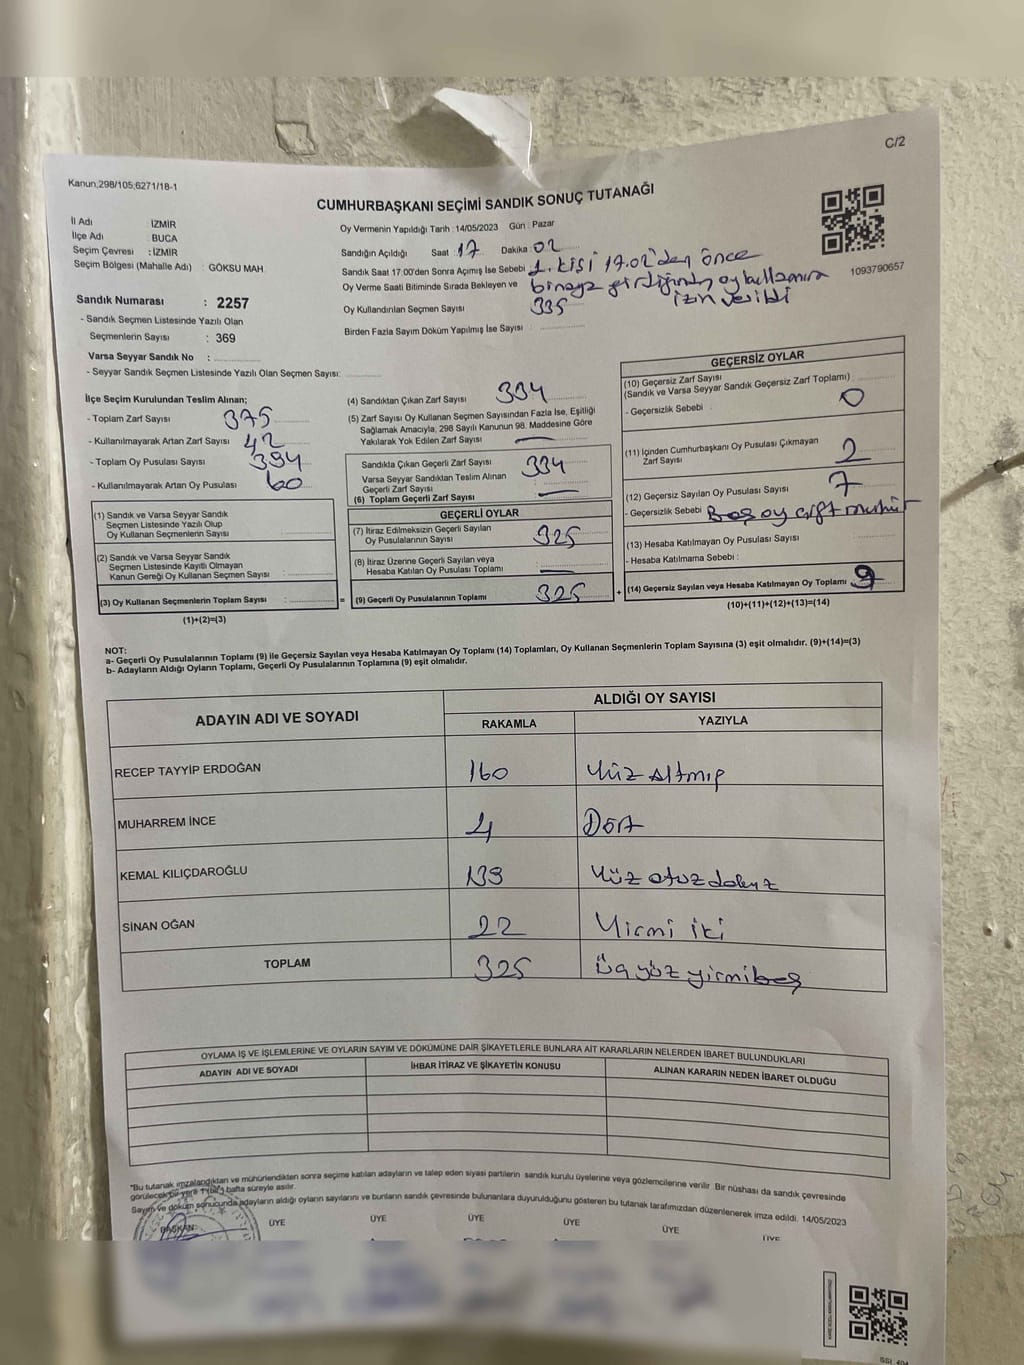 C/2
Kanun;298/105;6271/18-1
CUMHURBAŞKANI SEÇİMİ SANDIK SONUÇ TUTANAĞI
İl Adı : İZMİR
İlçe Adı : BUCA
Seçim Çevresi : İZMİR
Seçim Bölgesi (Mahalle Adı) : GÖKSU MAH.
Sandık Numarası : 2257
- Sandık Seçmen Listesinde Yazılı Olan
Seçmenlerin Sayısı : 369
Varsa Seyyar Sandık No :
- Seyyar Sandık Seçmen Listesinde Yazılı Olan Seçmen Sayısı:
Oy Vermenin Yapıldığı Tarih : 14/05/2023 Gün : Pazar
Sandığın Açıldığı Saat 17 Dakika 02
Sandık Saat 17:00'den Sonra Açımış İse Sebebi 1. kişi 17.02'den önce
Oy Verme Saati Bitiminde Sırada Bekleyen ve binaya girdiğinden oy kullanmasına
izin verildi
Oy Kullandırılan Seçmen Sayısı 335
Birden Fazla Sayım Döküm Yapılmış İse Sayısı :
1093790657
İlçe Seçim Kurulundan Teslim Alınan;
- Toplam Zarf Sayısı 375
- Kullanılmayarak Artan Zarf Sayısı 42
- Toplam Oy Pusulası Sayısı 394
- Kullanılmayarak Artan Oy Pusulası 60
(1) Sandık ve Varsa Seyyar Sandık
Seçmen Listesinde Yazılı Olup
Oy Kullanan Seçmenlerin Sayısı :
(2) Sandık ve Varsa Seyyar Sandık
Seçmen Listesinde Kayıtlı Olmayan
Kanun Gereği Oy Kullanan Seçmen Sayısı :
(3) Oy Kullanan Seçmenlerin Toplam Sayısı :
(1)+(2)=(3)
(4) Sandıktan Çıkan Zarf Sayısı 334
(5) Zarf Sayısı Oy Kullanan Seçmen Sayısından Fazla İse, Eşitliği
Sağlamak Amacıyla, 298 Sayılı Kanunun 98. Maddesine Göre
Yakılarak Yok Edilen Zarf Sayısı —
Sandıkta Çıkan Geçerli Zarf Sayısı 334
Varsa Seyyar Sandıktan Teslim Alınan
Geçerli Zarf Sayısı : —
(6) Toplam Geçerli Zarf Sayısı
GEÇERLİ OYLAR
(7) İtiraz Edilmeksizin Geçerli Sayılan
Oy Pusulalarının Sayısı 325
(8) İtiraz Üzerine Geçerli Sayılan veya
Hesaba Katılan Oy Pusulası Toplamı —
= (9) Geçerli Oy Pusulalarının Toplamı 325
GEÇERSİZ OYLAR
(10) Geçersiz Zarf Sayısı
(Sandık ve Varsa Seyyar Sandık Geçersiz Zarf Toplamı) 0
- Geçersizlik Sebebi :
(11) İçinden Cumhurbaşkanı Oy Pusulası Çıkmayan
Zarf Sayısı 2
(12) Geçersiz Sayılan Oy Pusulası Sayısı 7
- Geçersizlik Sebebi Boş oy çift mühür
(13) Hesaba Katılmayan Oy Pusulası Sayısı
- Hesaba Katılmama Sebebi :
+ (14) Geçersiz Sayılan veya Hesaba Katılmayan Oy Toplamı 9
(10)+(11)+(12)+(13)=(14)
NOT:
a- Geçerli Oy Pusulalarının Toplamı (9) ile Geçersiz Sayılan veya Hesaba Katılmayan Oy Toplamı (14) Toplamları, Oy Kullanan Seçmenlerin Toplam Sayısına (3) eşit olmalıdır. (9)+(14)=(3)
b- Adayların Aldığı Oyların Toplamı, Geçerli Oy Pusulalarının Toplamına (9) eşit olmalıdır.
ADAYIN ADI VE SOYADI ALDIĞI OY SAYISI
RAKAMLA YAZIYLA
RECEP TAYYİP ERDOĞAN 160 Yüz Altmış
MUHARREM İNCE 4 Dört
KEMAL KILIÇDAROĞLU 139 Yüz otuz dokuz
SİNAN OĞAN 22 Yirmi iki
TOPLAM 325 Üç yüz yirmi beş
OYLAMA İŞ VE İŞLEMLERİNE VE OYLARIN SAYIM VE DÖKÜMÜNE DAİR ŞİKAYETLERLE BUNLARA AİT KARARLARIN NELERDEN İBARET BULUNDUKLARI
ADAYIN ADI VE SOYADI İHBAR İTİRAZ VE ŞİKAYETİN KONUSU ALINAN KARARIN NEDEN İBARET OLDUĞU
*Bu tutanak imzalandıktan ve mühürlendikten sonra seçime katılan adayların ve talep eden siyasi partilerin sandık kurulu üyelerine veya gözlemcilerine verilir. Bir nüshası da sandık çevresinde
görülecek bir yere 1 (bir) hafta süreyle asılır.
Sayım ve döküm sonucunda adayların aldığı oyların sayılarını ve bunların sandık çevresinde bulunanlara duyurulduğunu gösteren bu tutanak tarafımızdan düzenlenerek imza edildi. 14/05/2023
BAŞKAN ÜYE ÜYE ÜYE ÜYE ÜYE ÜYE